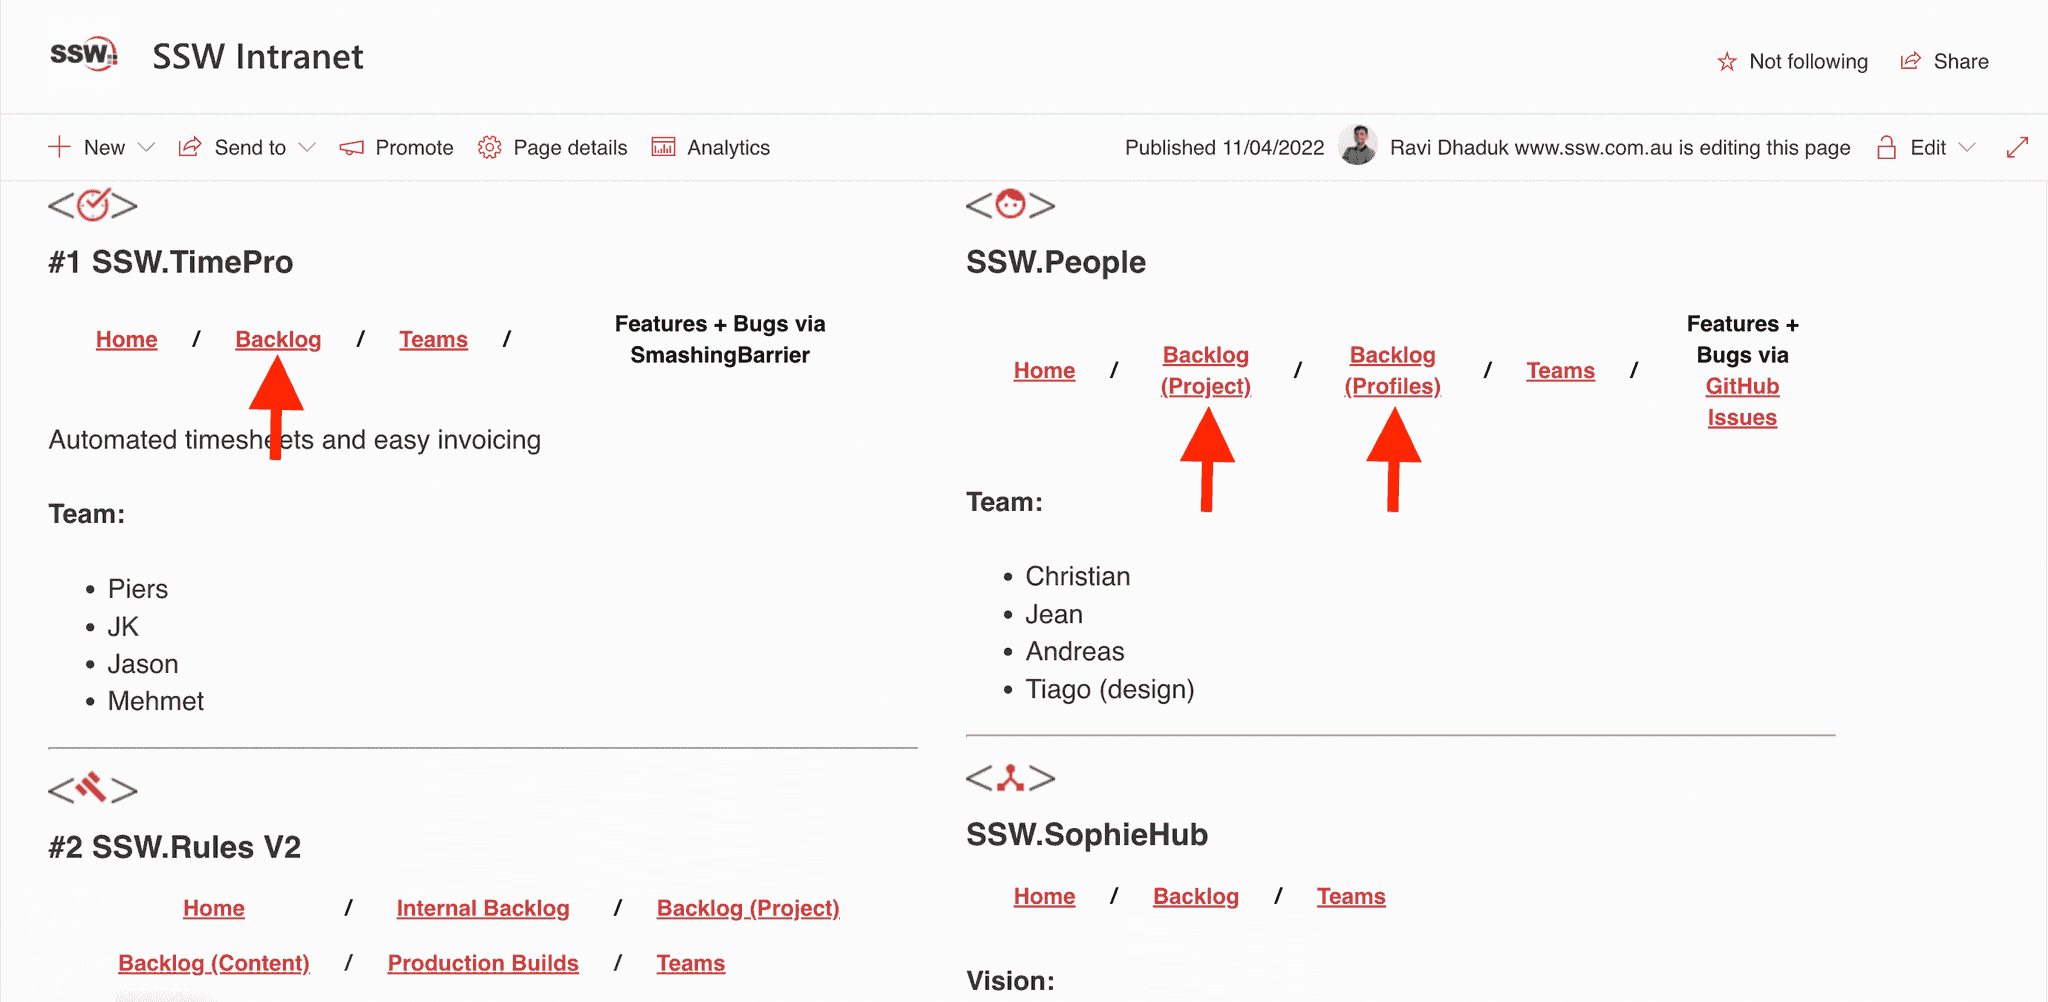 SSW
SSW Intranet
Not following
Share
New
Send to
Promote
Page details
Analytics
Published 11/04/2022
Ravi Dhaduk www.ssw.com.au is editing this page
Edit
#1 SSW.TimePro
Home / Backlog / Teams /
Features + Bugs via
SmashingBarrier
Automated timesheets and easy invoicing
Team:
• Piers
• JK
• Jason
• Mehmet
#2 SSW.Rules V2
Home / Internal Backlog / Backlog (Project)
Backlog (Content) / Production Builds / Teams
SSW.People
Home / Backlog
(Project) / Backlog
(Profiles) / Teams /
Features +
Bugs via
GitHub
Issues
Team:
• Christian
• Jean
• Andreas
• Tiago (design)
SSW.SophieHub
Home / Backlog / Teams
Vision: